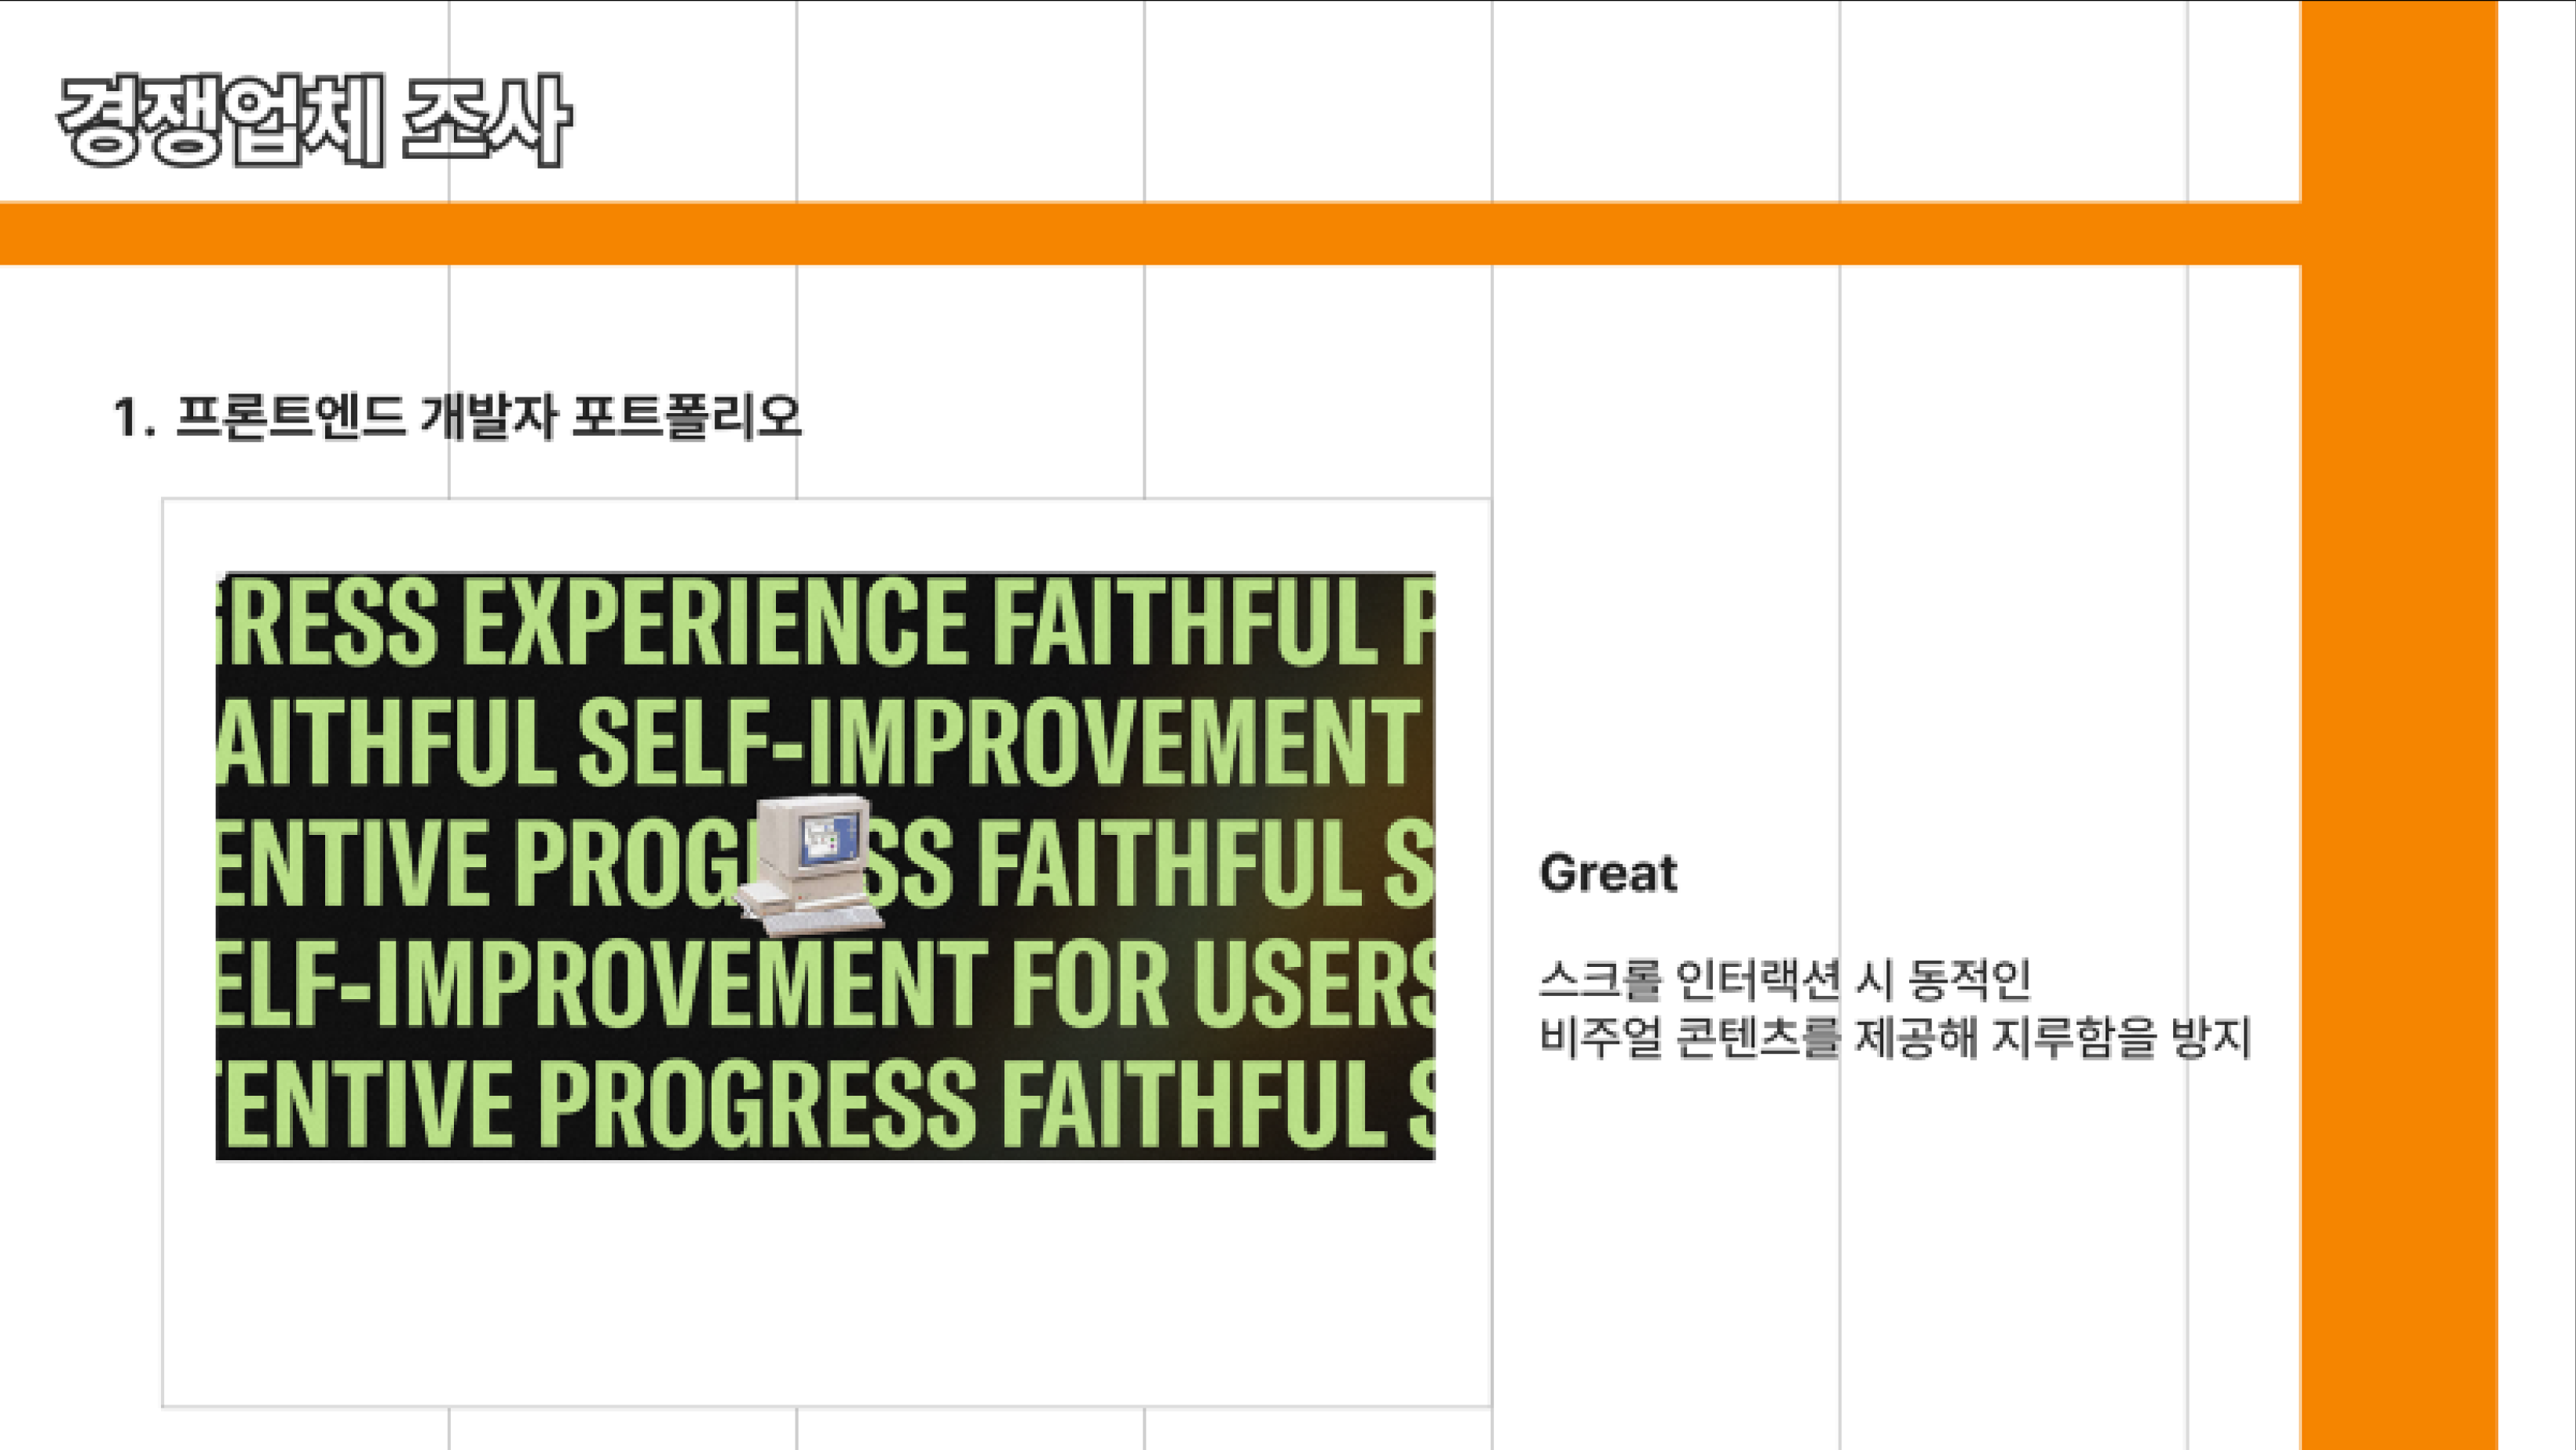 경쟁업체 조사
1. 프론트엔드 개발자 포트폴리오
RESS EXPERIENCE FAITHFUL P
AITHFUL SELF-IMPROVEMENT
ENTIVE PROG SS FAITHFUL S
ELF-IMPROVEMENT FOR USERS
TENTIVE PROGRESS FAITHFUL S
Great
스크롤 인터랙션 시 동적인
비주얼 콘텐츠를 제공해 지루함을 방지